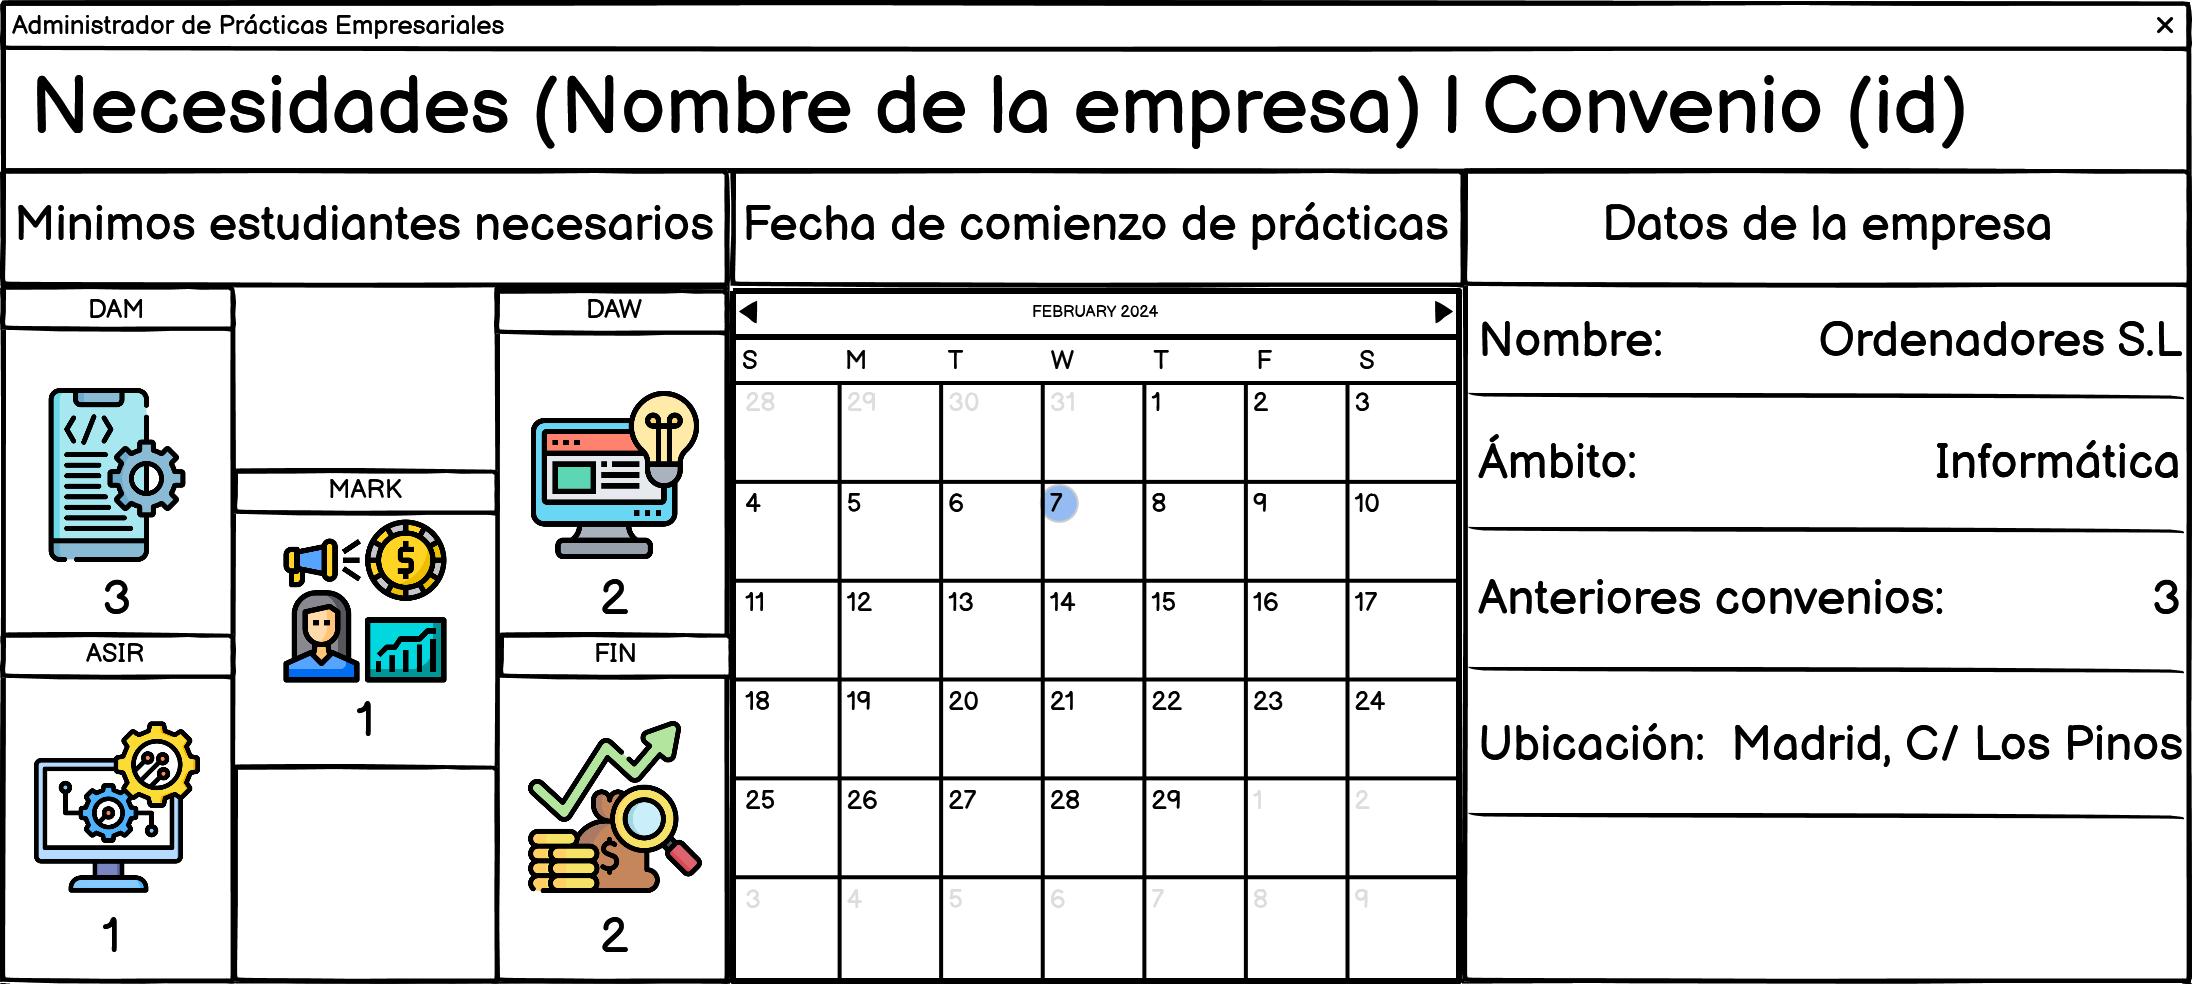 Administrador de Prácticas Empresariales
×
Necesidades (Nombre de la empresa) | Convenio (id)
Minimos estudiantes necesarios
DAM
</>
3
ASIR
1
MARK
$
1
DAW
2
FIN
$
2
Fecha de comienzo de prácticas
FEBRUARY 2024
S M T W T F S
28 29 30 31 1 2 3
4 5 6 7 8 9 10
11 12 13 14 15 16 17
18 19 20 21 22 23 24
25 26 27 28 29 1 2
3 4 5 6 7 8 9
Datos de la empresa
Nombre: Ordenadores S.L
Ámbito: Informática
Anteriores convenios: 3
Ubicación: Madrid, C/ Los Pinos